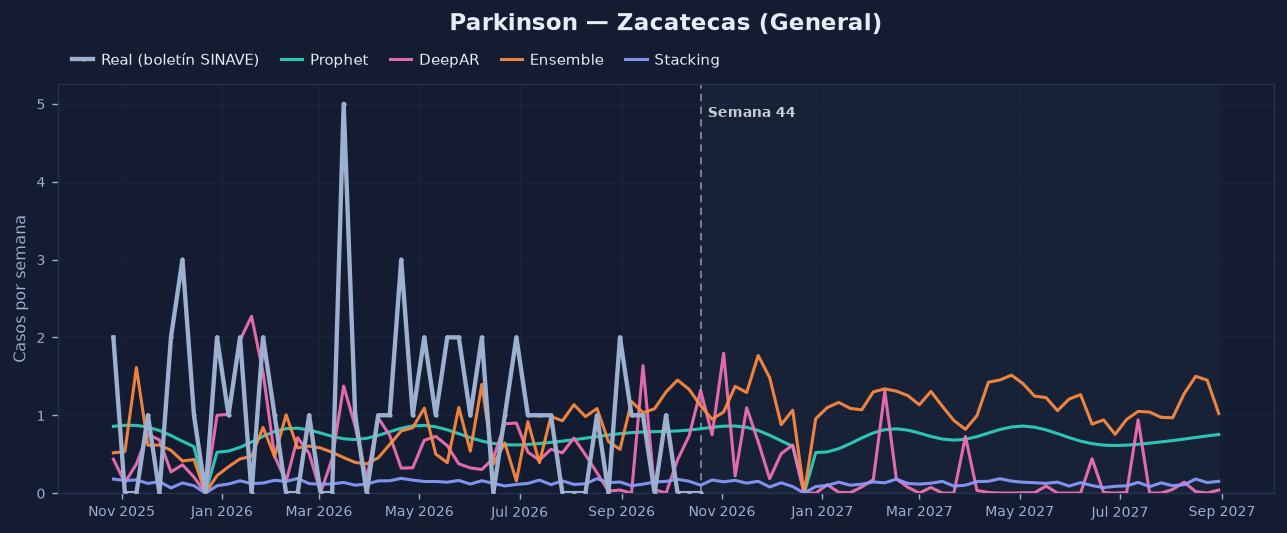 Parkinson — Zacatecas (General)
Real (boletín SINAVE) Prophet DeepAR Ensemble Stacking
Semana 44
Casos por semana
5
4
3
2
1
0
Nov 2025 Jan 2026 Mar 2026 May 2026 Jul 2026 Sep 2026 Nov 2026 Jan 2027 Mar 2027 May 2027 Jul 2027 Sep 2027